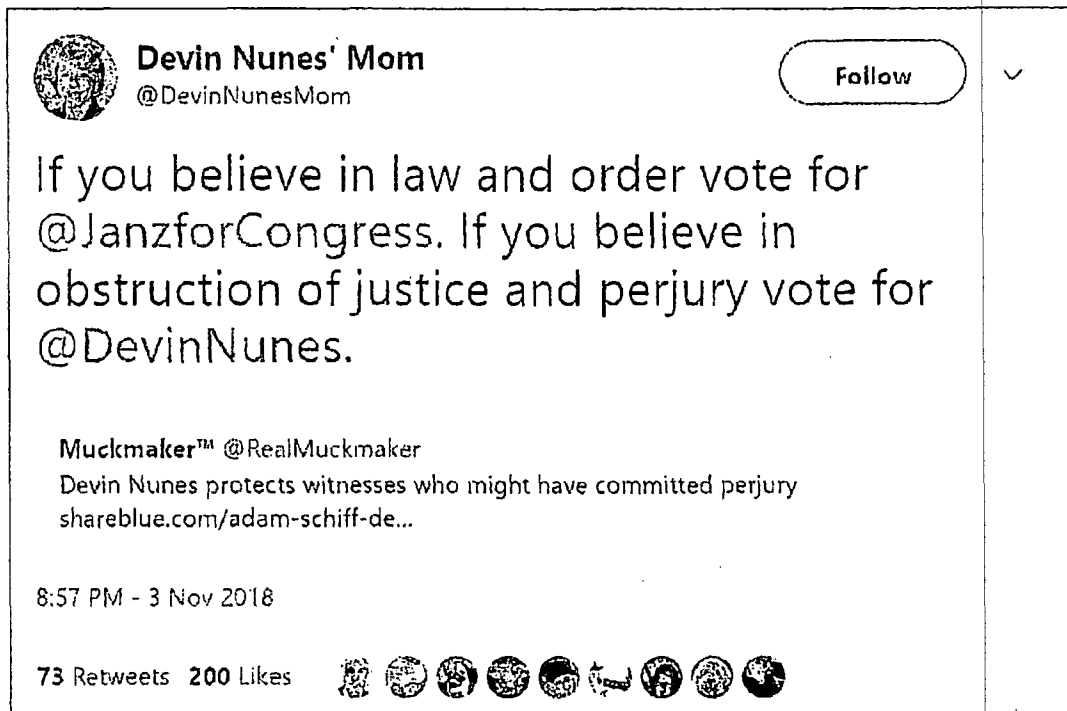 Devin Nunes' Mom
@DevinNunesMom
Follow
If you believe in law and order vote for
@JanzforCongress. If you believe in
obstruction of justice and perjury vote for
@DevinNunes.
Muckmaker™ @RealMuckmaker
Devin Nunes protects witnesses who might have committed perjury
shareblue.com/adam-schiff-de...
8:57 PM - 3 Nov 2018
73 Retweets 200 Likes